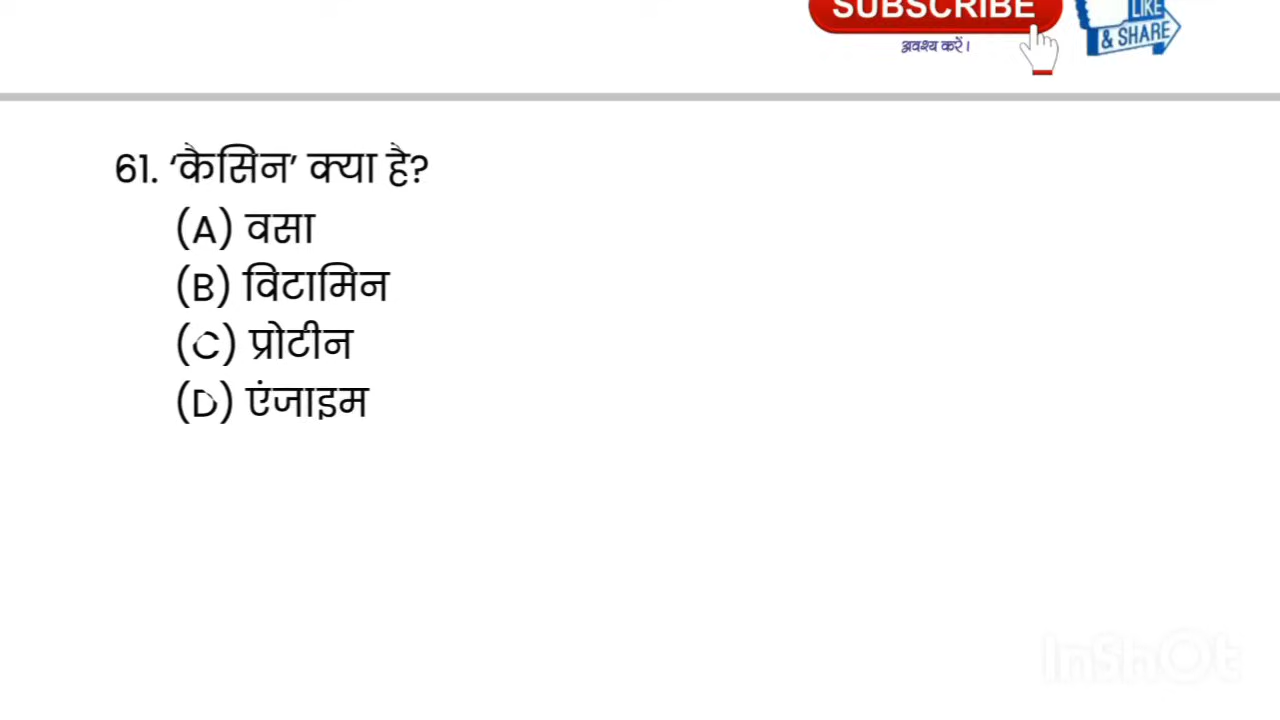 SUBSCRIBE
अवश्य करें।
LIKE
& SHARE
61. ‘कैसिन’ क्या है?
(A) वसा
(B) विटामिन
(C) प्रोटीन
(D) एंजाइम
InShOt